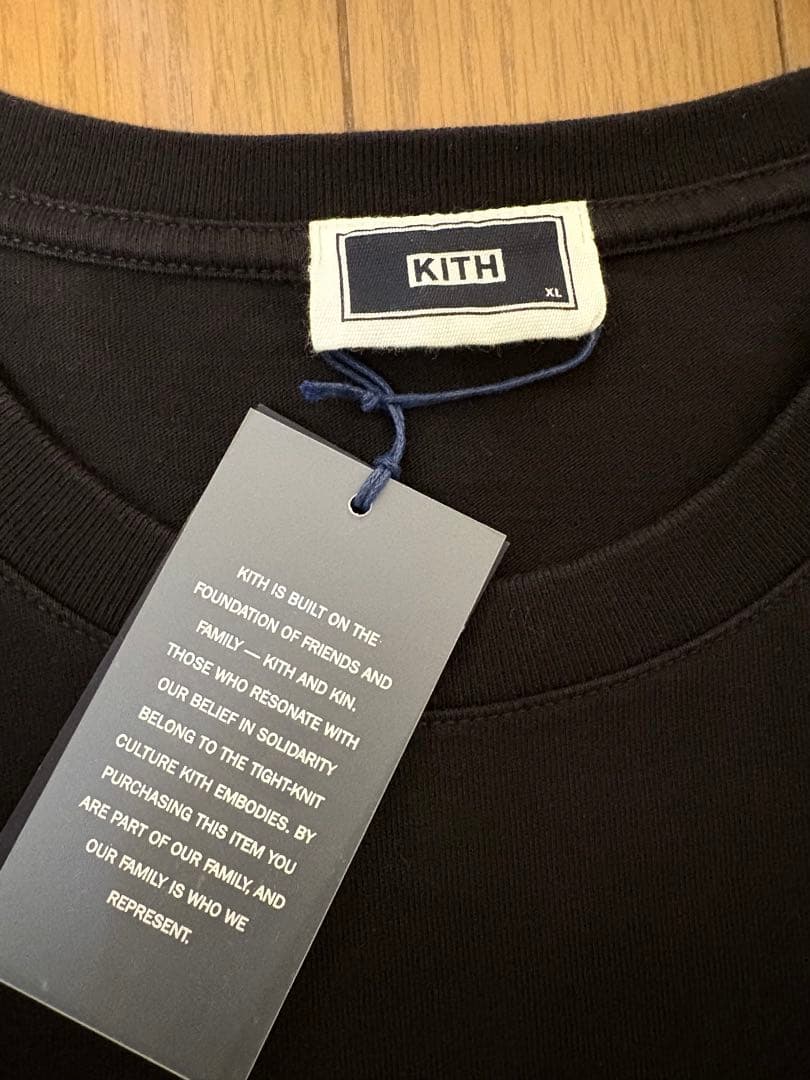 KITH
XL
KITH IS BUILT ON THE
FOUNDATION OF FRIENDS AND
FAMILY — KITH AND KIN.
THOSE WHO RESONATE WITH
OUR BELIEF IN SOLIDARITY
BELONG TO THE TIGHT-KNIT
CULTURE KITH EMBODIES. BY
PURCHASING THIS ITEM YOU
ARE PART OF OUR FAMILY, AND
OUR FAMILY IS WHO WE
REPRESENT.